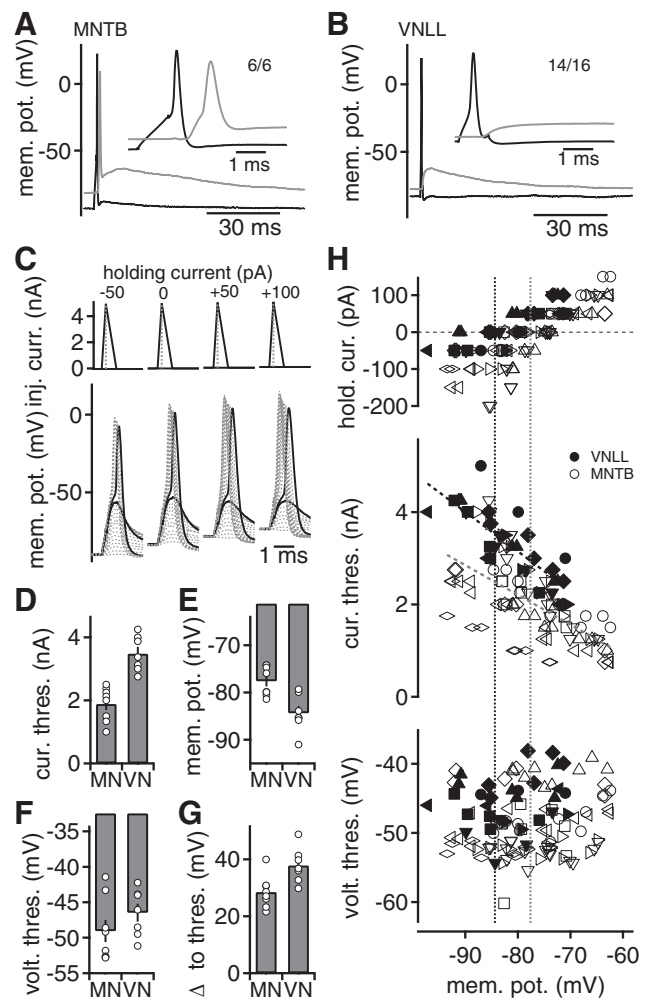 A MNTB
mem. pot. (mV)
0
-50
6/6
1 ms
30 ms
B VNLL
mem. pot. (mV)
0
-50
14/16
1 ms
30 ms
C
holding current (pA)
-50 0 +50 +100
inj. curr. (nA)
4
2
0
mem. pot. (mV)
0
-50
1 ms
D
cur. thres. (nA)
4
2
0
MN VN
E
mem. pot. (mV)
-70
-80
-90
MN VN
F
volt. thres. (mV)
-35
-40
-45
-50
-55
MN VN
G
△ to thres. (mV)
40
20
0
MN VN
H
hold. cur. (pA)
100
0
-100
-200
VNLL
MNTB
cur. thres. (nA)
4
2
0
volt. thres. (mV)
-40
-50
-60
-90 -80 -70 -60
mem. pot. (mV)